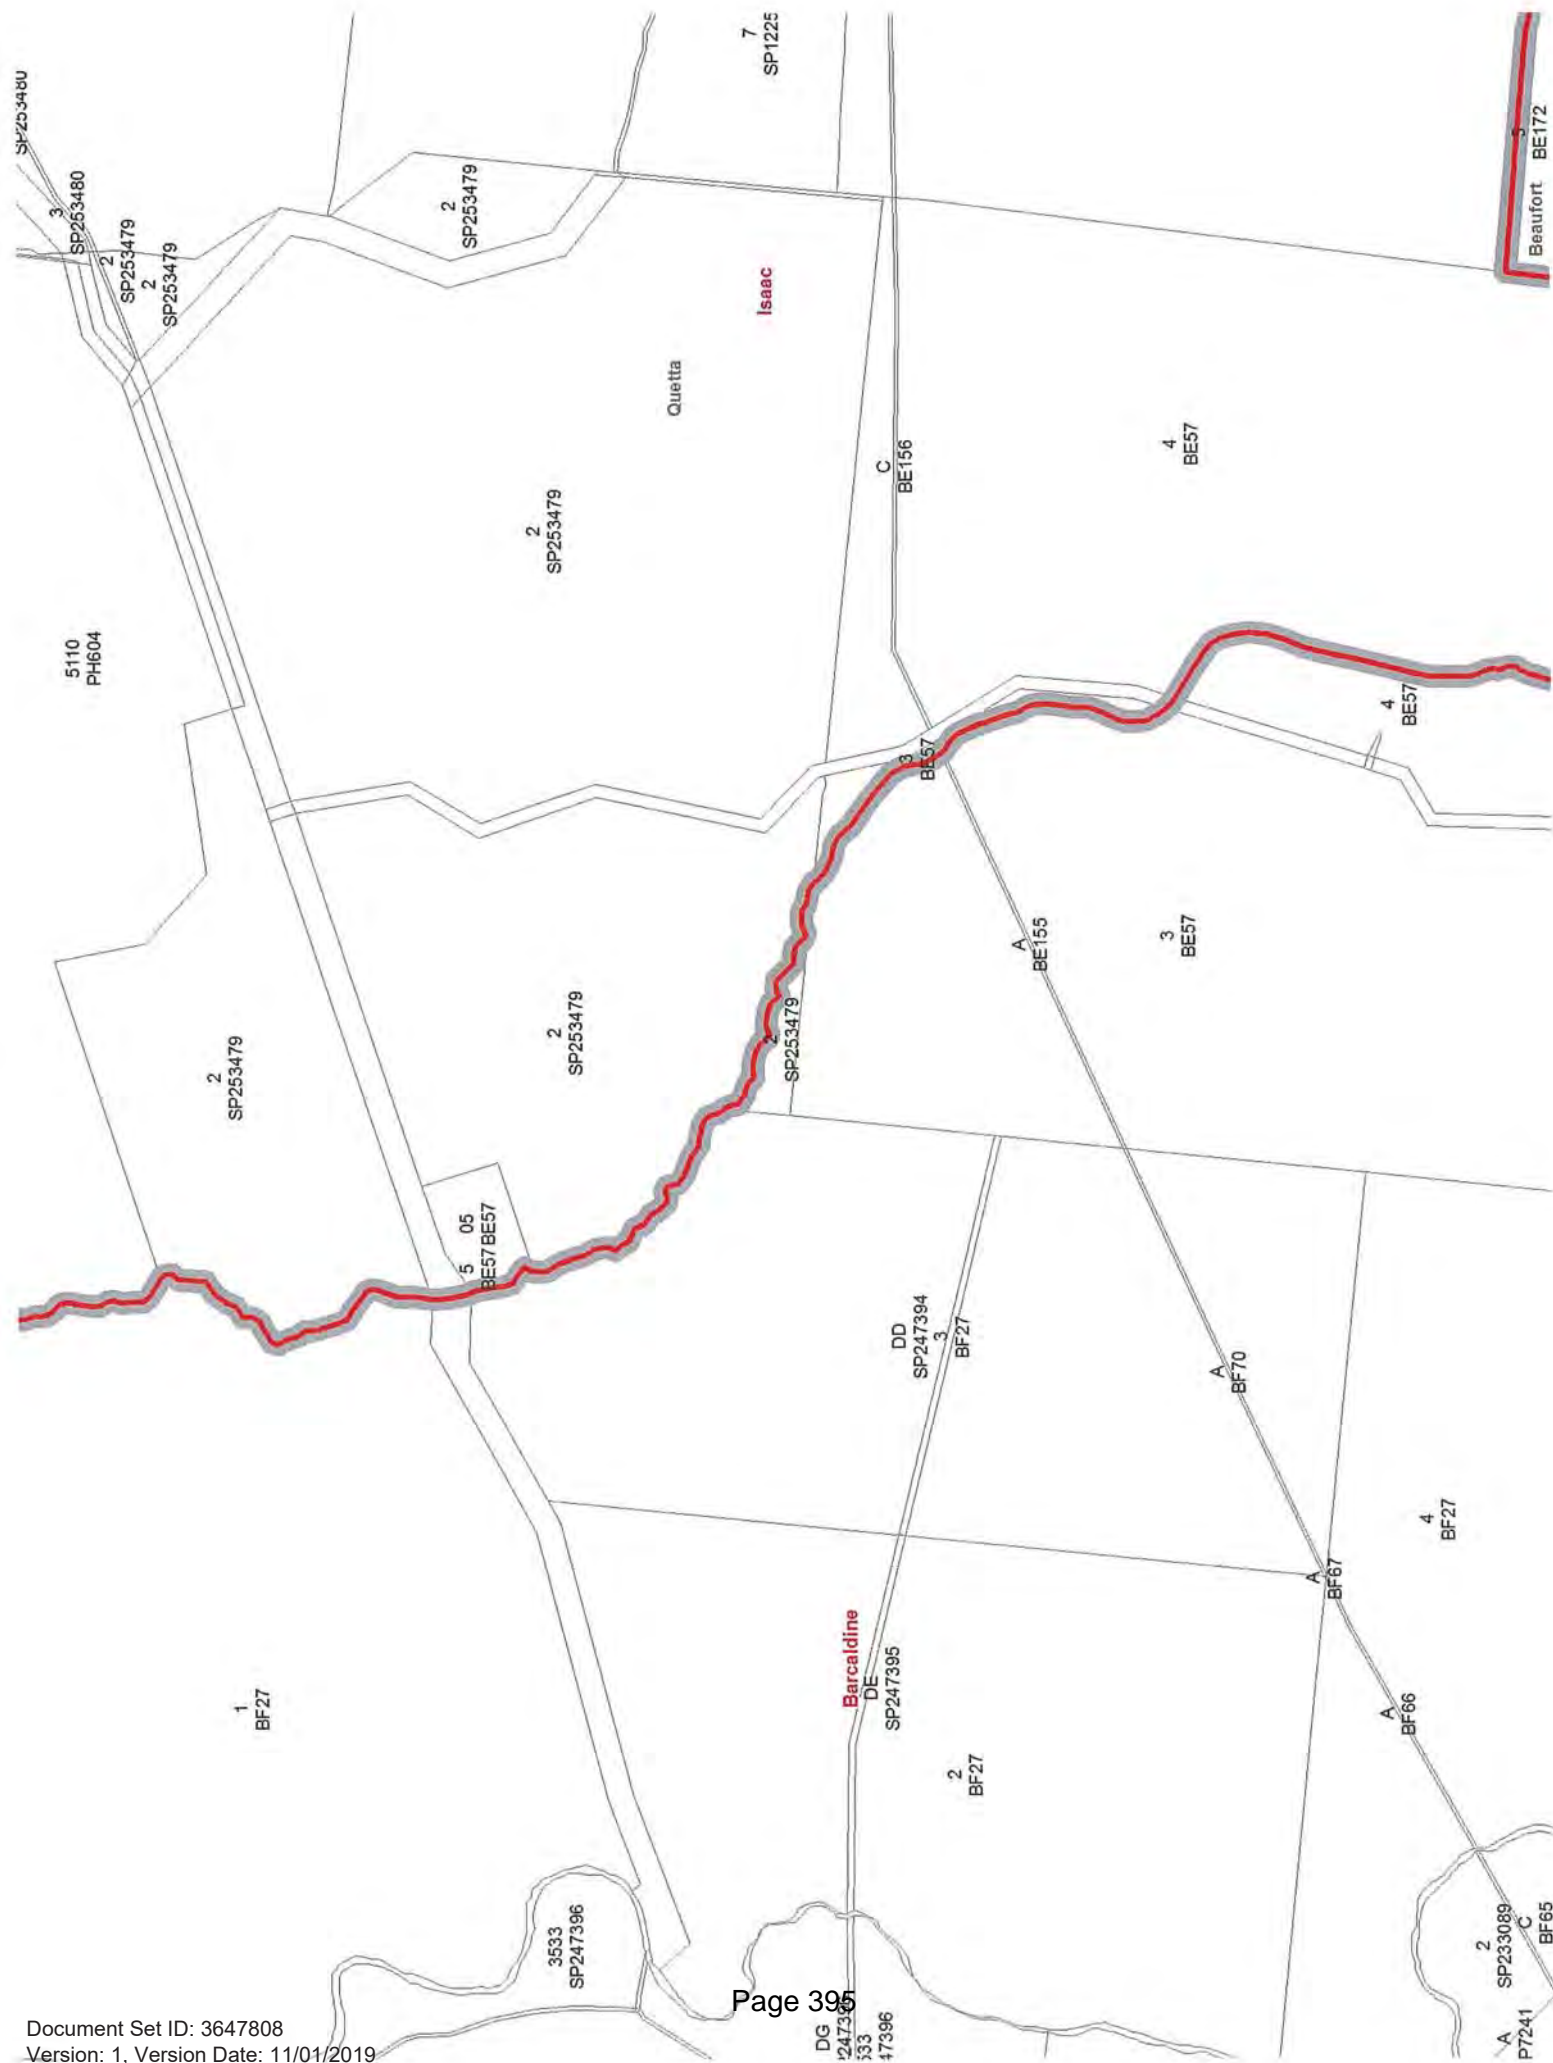 SP253480
3
SP253480
2
SP253479
2
SP253479
2
SP253479
7
SP1225
Isaac
Quetta
5
BE172
Beaufort
C
BE156
4
BE57
2
SP253479
5110
PH604
3
BE57
4
BE57
2
SP253479
2
SP253479
2
SP253479
A
BE155
3
BE57
5
BE57
05
BE57
DD
SP247394
3
BF27
A
BF70
A
BF67
4
BF27
1
BF27
Barcaldine
DE
SP247395
2
BF27
A
BF66
3533
SP247396
2
SP233089
C
BF65
A
P7241
DG
533
47396
Page 395
Document Set ID: 3647808
Version: 1, Version Date: 11/01/2019